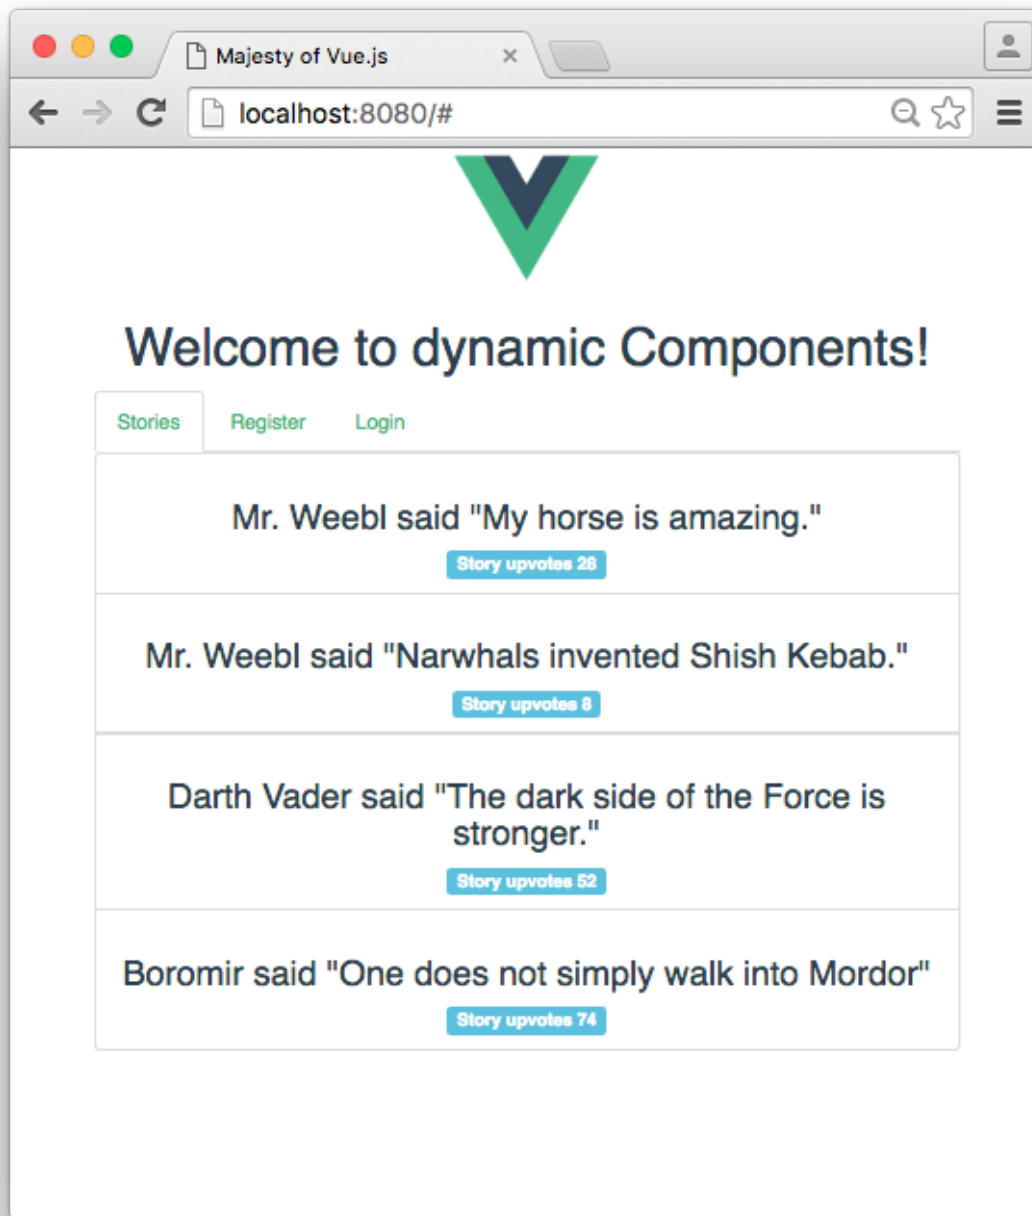 Majesty of Vue.js
localhost:8080/#
Welcome to dynamic Components!
Stories Register Login
Mr. Weebl said "My horse is amazing."
Story upvotes 28
Mr. Weebl said "Narwhals invented Shish Kebab."
Story upvotes 8
Darth Vader said "The dark side of the Force is
stronger."
Story upvotes 52
Boromir said "One does not simply walk into Mordor"
Story upvotes 74